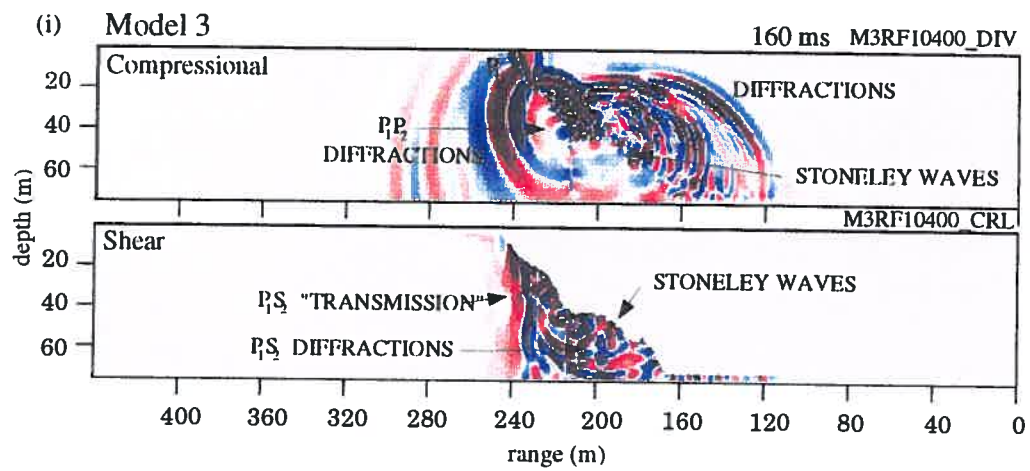 (i) Model 3
160 ms M3RF10400_DIV
Compressional
P
DIFFRACTIONS
P₁P₂
DIFFRACTIONS
STONELEY WAVES
20
40
60
M3RF10400_CRL
depth (m)
Shear
STONELEY WAVES
P₁S₂ "TRANSMISSION"
P₁S₂ DIFFRACTIONS
20
40
60
400 360 320 280 240 200 160 120 80 40 0
range (m)